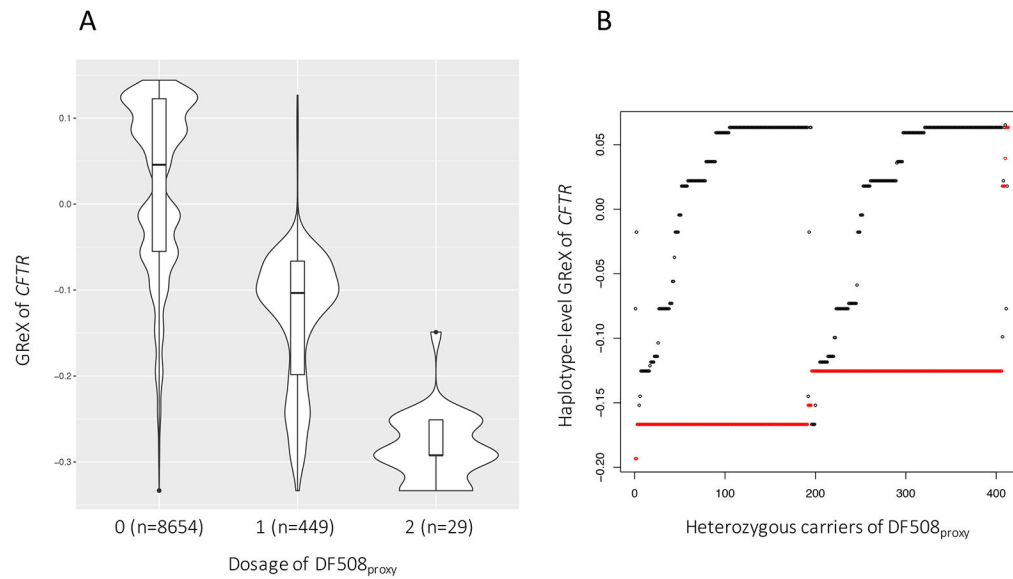 A
B
GReX of CFTR
0.1
0.0
−0.1
−0.2
−0.3
0 (n=8654) 1 (n=449) 2 (n=29)
Dosage of DF508proxy
Haplotype-level GReX of CFTR
0.05
0.00
−0.05
−0.10
−0.15
−0.20
0 100 200 300 400
Heterozygous carriers of DF508proxy